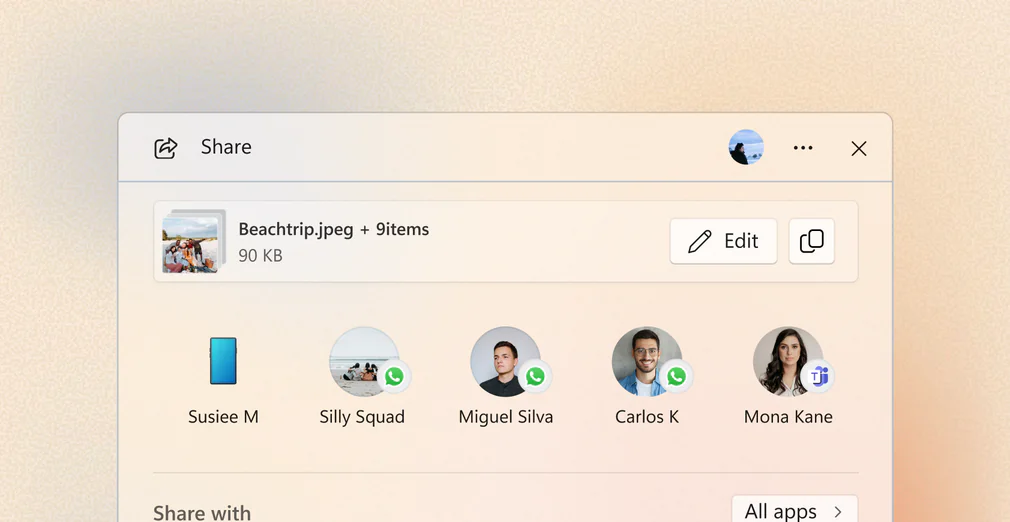 Share
Beachtrip.jpeg + 9items
90 KB
Edit
Susiee M
Silly Squad
Miguel Silva
Carlos K
Mona Kane
Share with
All apps